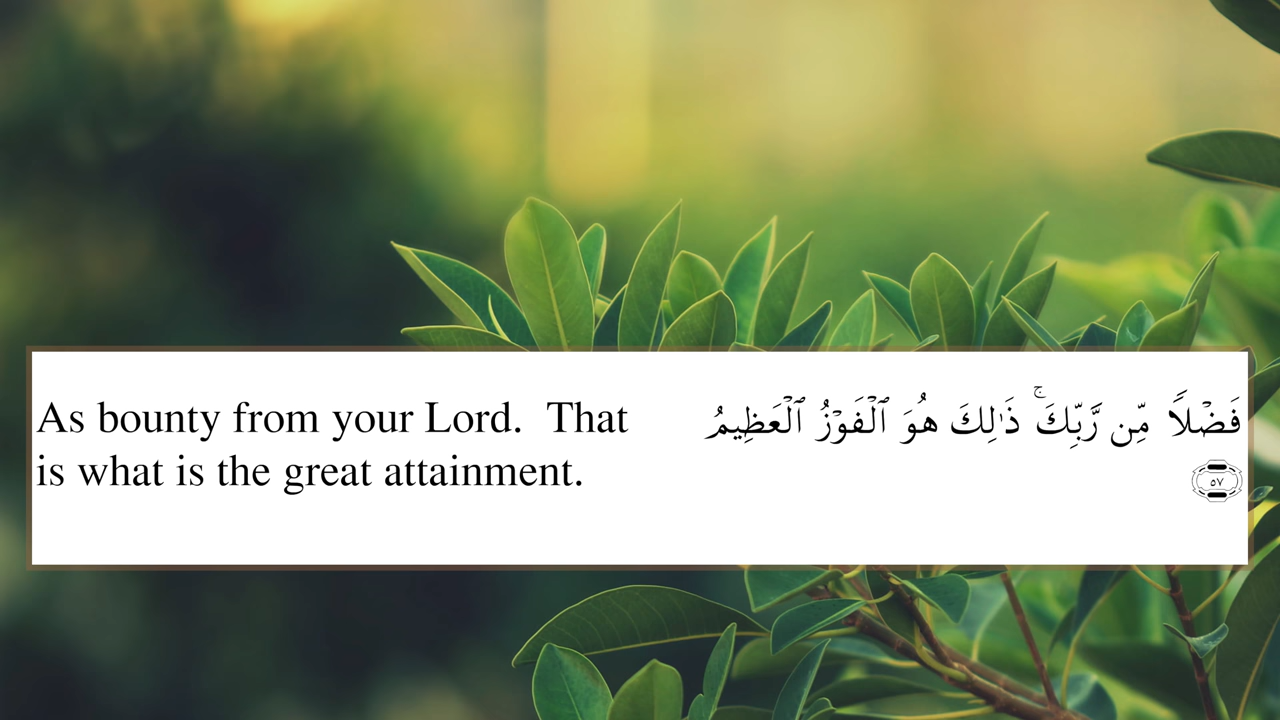 As bounty from your Lord. That
is what is the great attainment.
فَضْلًا مِّن رَّبِّكَ ۚ ذَٰلِكَ هُوَ ٱلْفَوْزُ ٱلْعَظِيمُ
٥٧